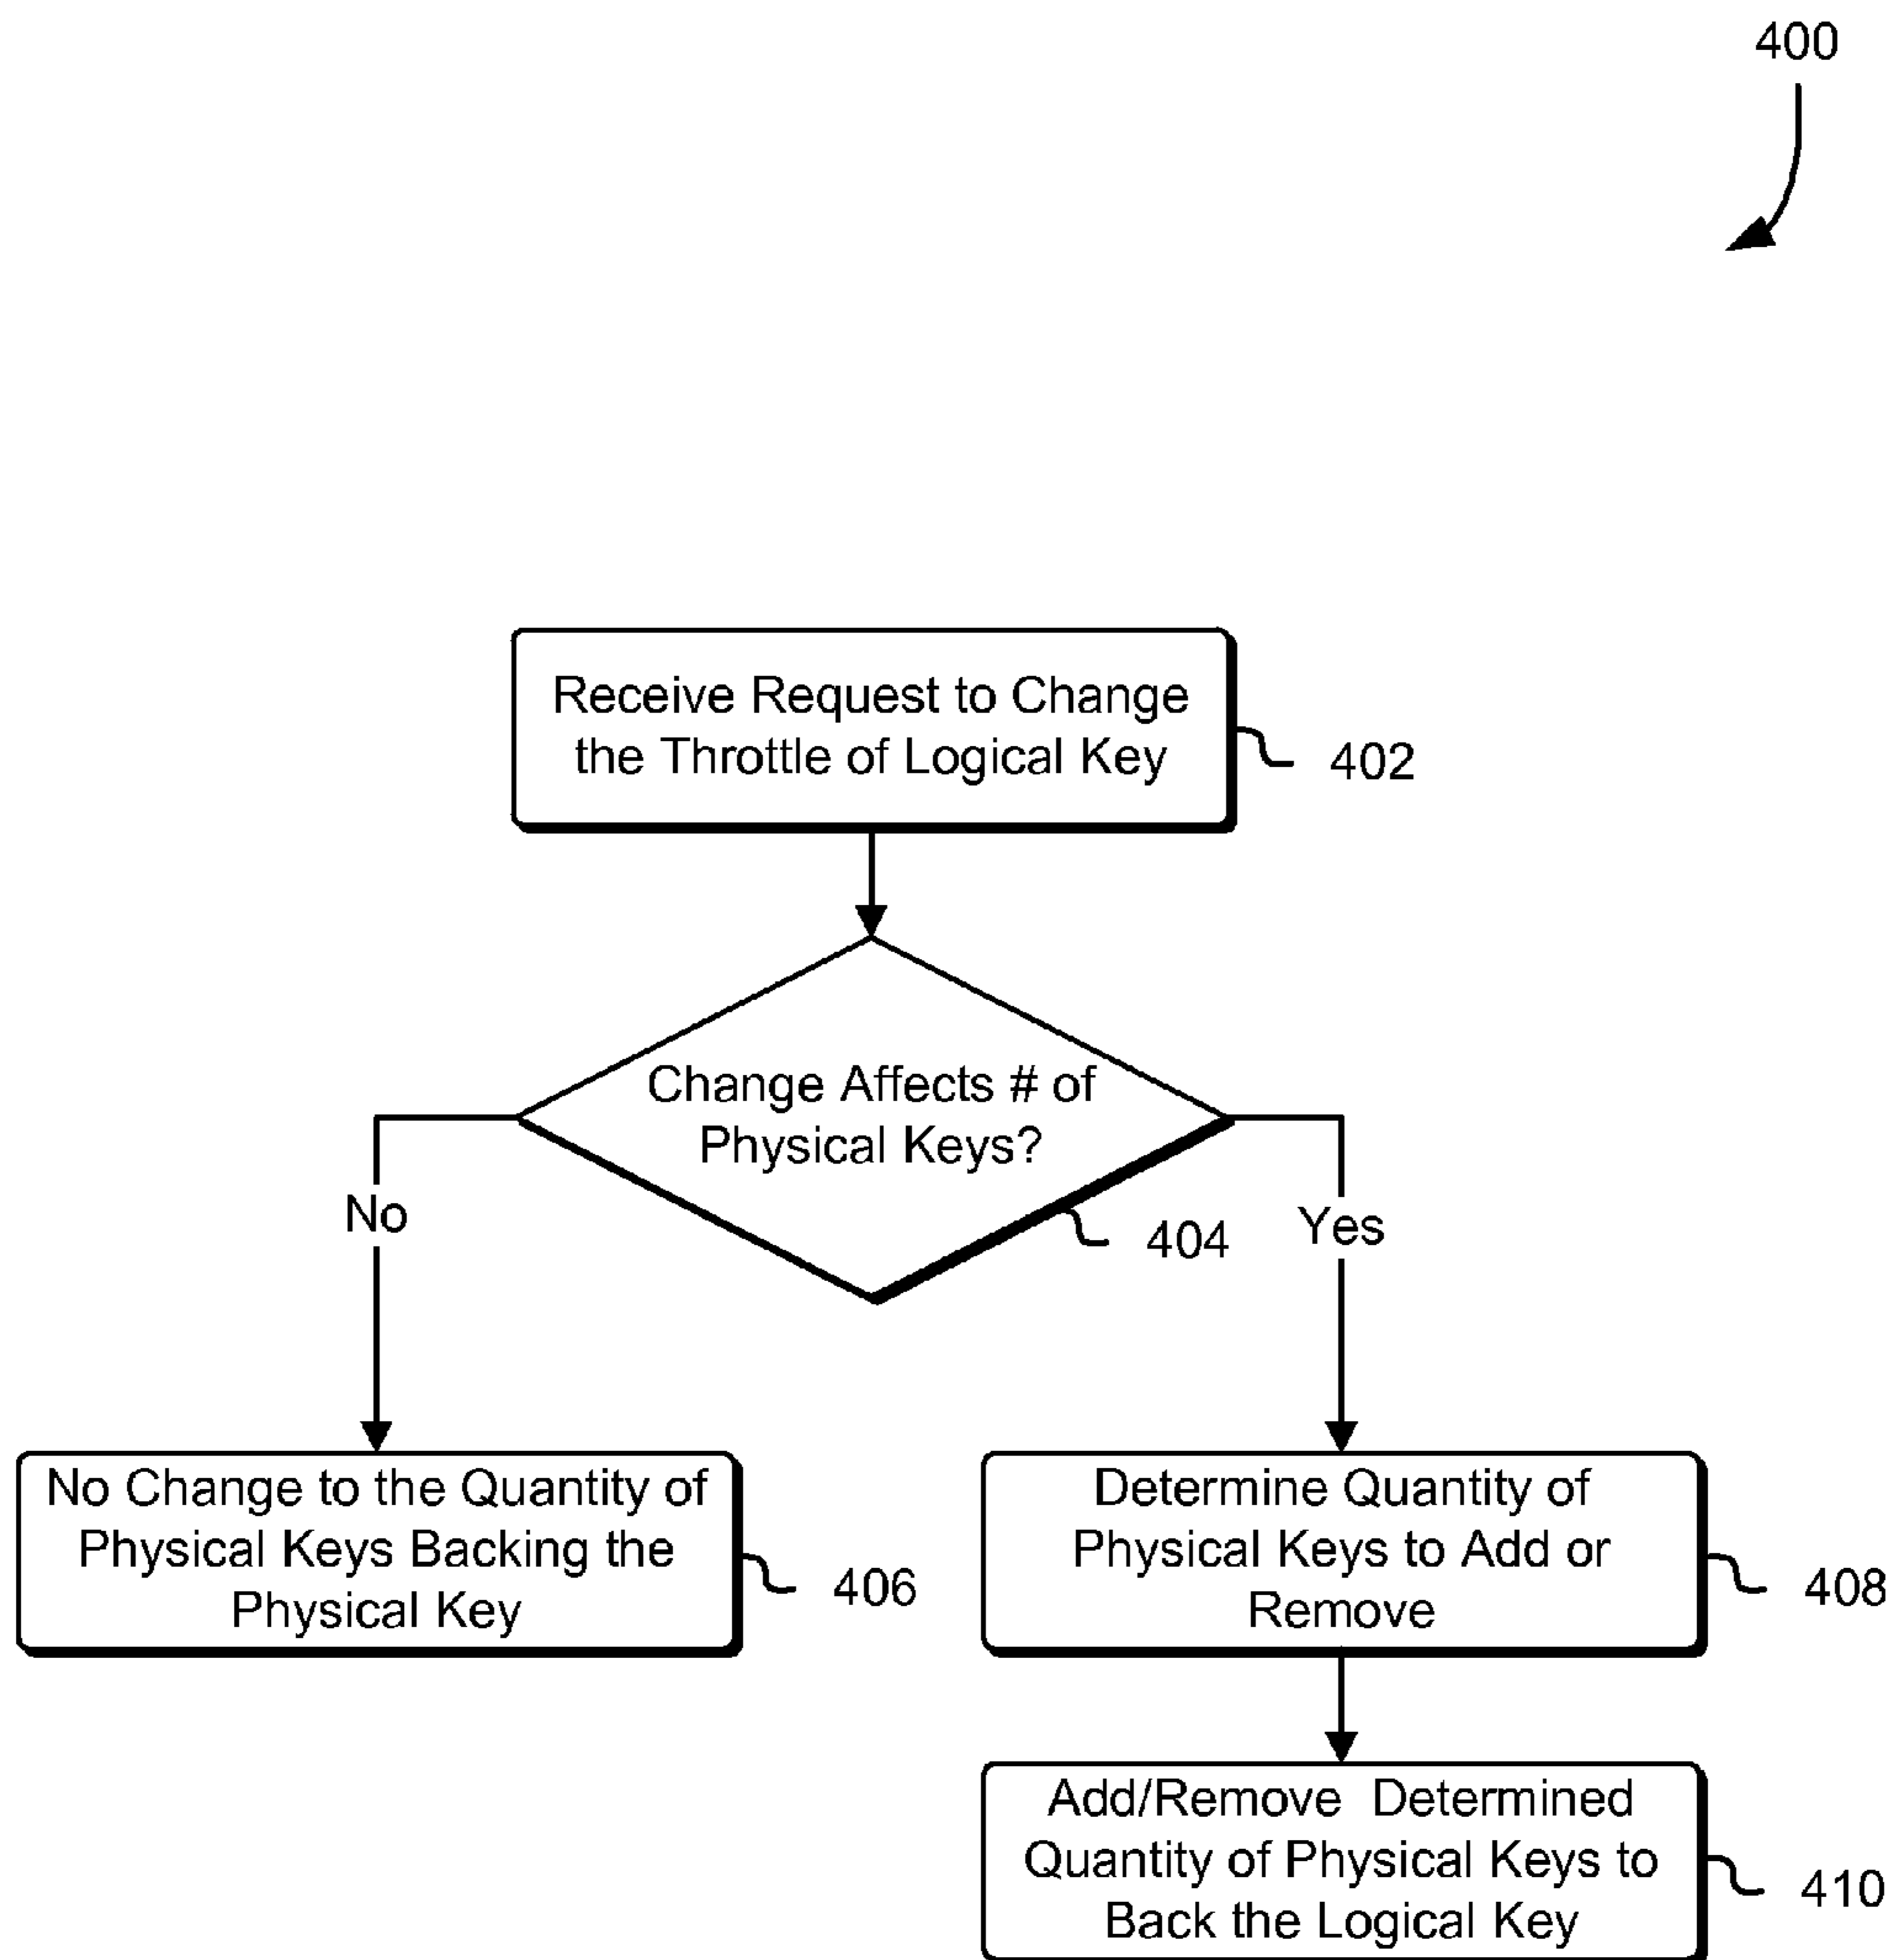 400
Receive Request to Change
the Throttle of Logical Key
402
Change Affects # of
Physical Keys?
404
No
Yes
No Change to the Quantity of
Physical Keys Backing the
Physical Key
406
Determine Quantity of
Physical Keys to Add or
Remove
408
Add/Remove Determined
Quantity of Physical Keys to
Back the Logical Key
410